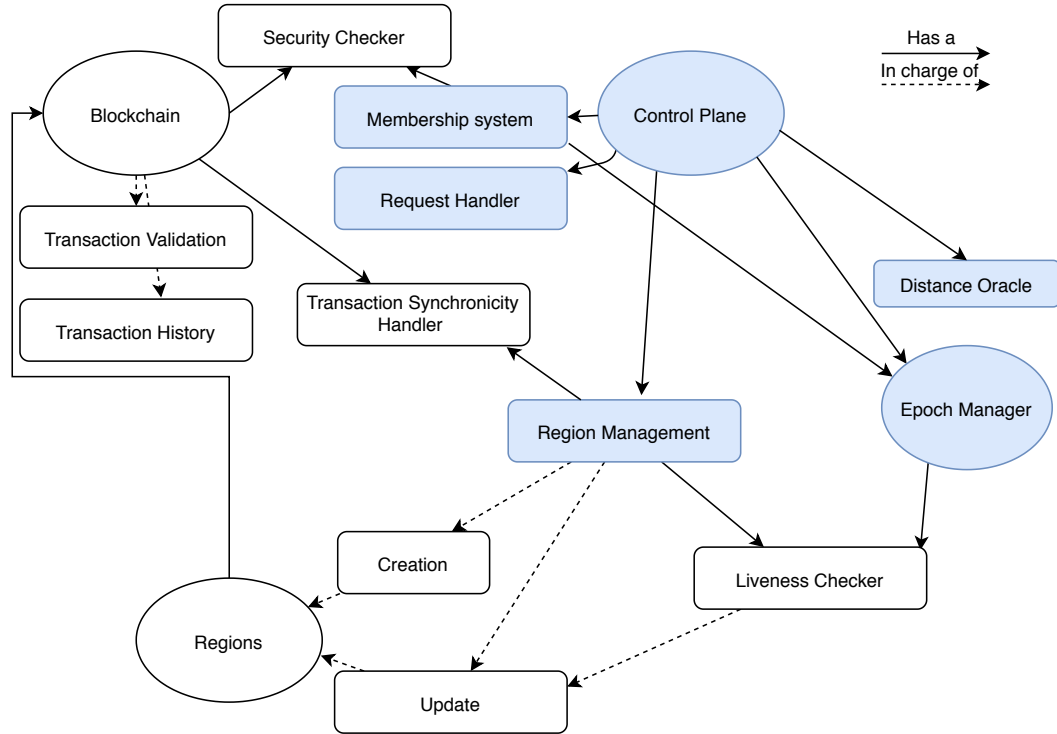 Security Checker
Has a
In charge of
Blockchain
Membership system
Control Plane
Request Handler
Transaction Validation
Distance Oracle
Transaction Synchronicity
Handler
Transaction History
Epoch Manager
Region Management
Creation
Liveness Checker
Regions
Update